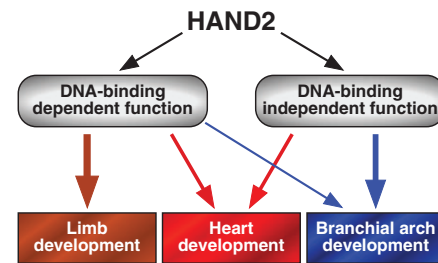 HAND2
DNA-binding
dependent function
DNA-binding
independent function
Limb
development
Heart
development
Branchial arch
development